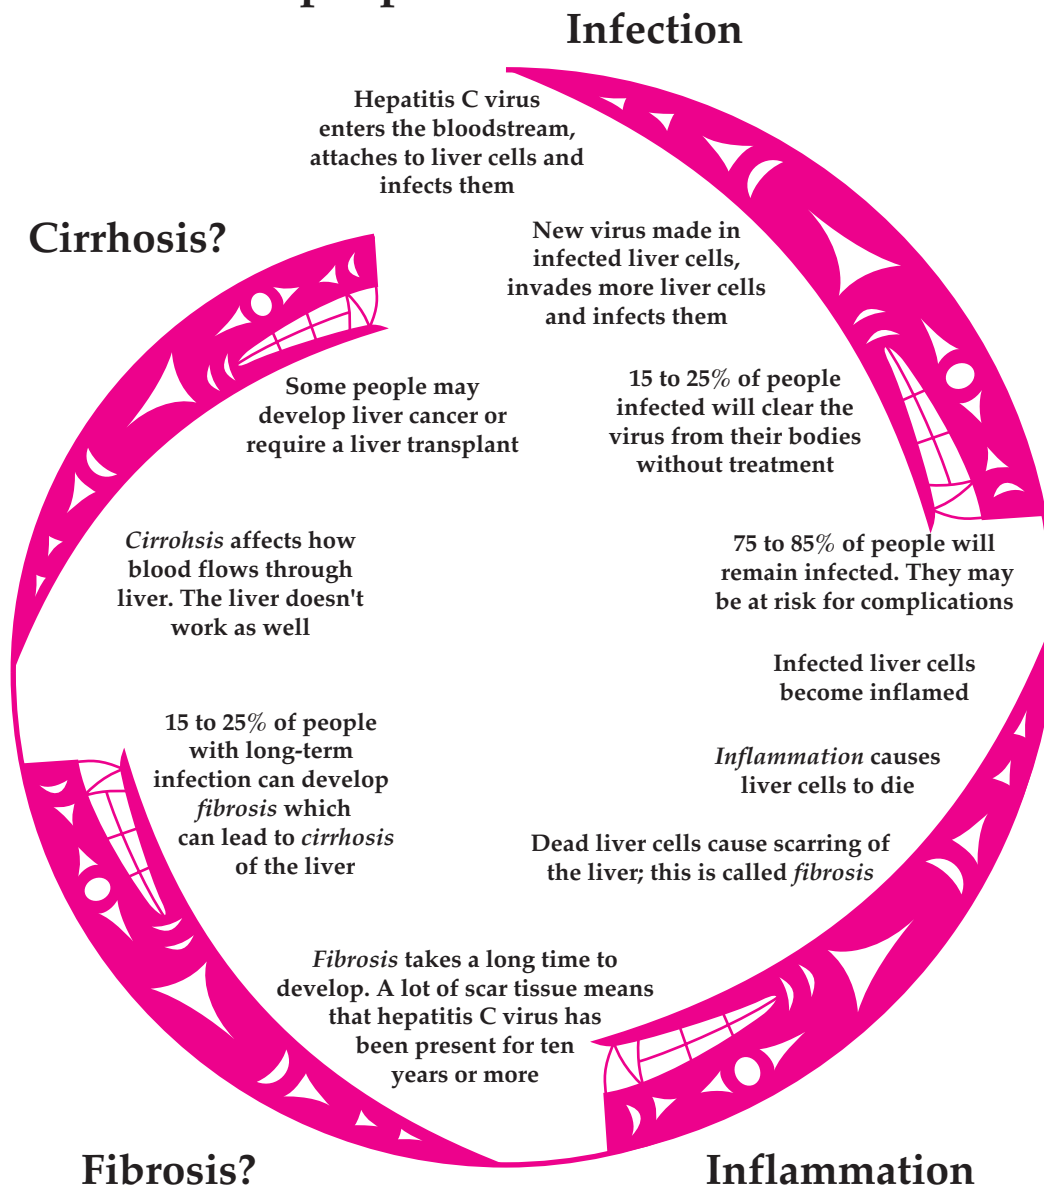 Infection
Hepatitis C virus
enters the bloodstream,
attaches to liver cells and
infects them
New virus made in
infected liver cells,
invades more liver cells
and infects them
15 to 25% of people
infected will clear the
virus from their bodies
without treatment
75 to 85% of people will
remain infected. They may
be at risk for complications
Infected liver cells
become inflamed
Inflammation causes
liver cells to die
Dead liver cells cause scarring of
the liver; this is called fibrosis
Inflammation
Fibrosis takes a long time to
develop. A lot of scar tissue means
that hepatitis C virus has
been present for ten
years or more
Fibrosis?
15 to 25% of people
with long-term
infection can develop
fibrosis which
can lead to cirrhosis
of the liver
Cirrohsis affects how
blood flows through
liver. The liver doesn't
work as well
Some people may
develop liver cancer or
require a liver transplant
Cirrhosis?